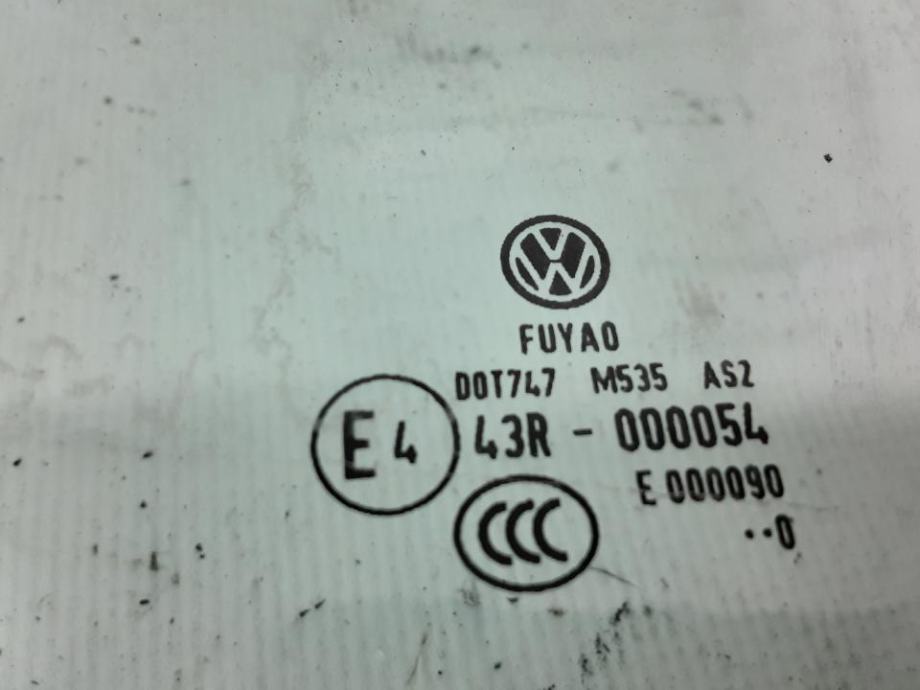 FUYAO
DOT747 M535 AS2
E4 43R - 000054
E 000090
CCC
··0